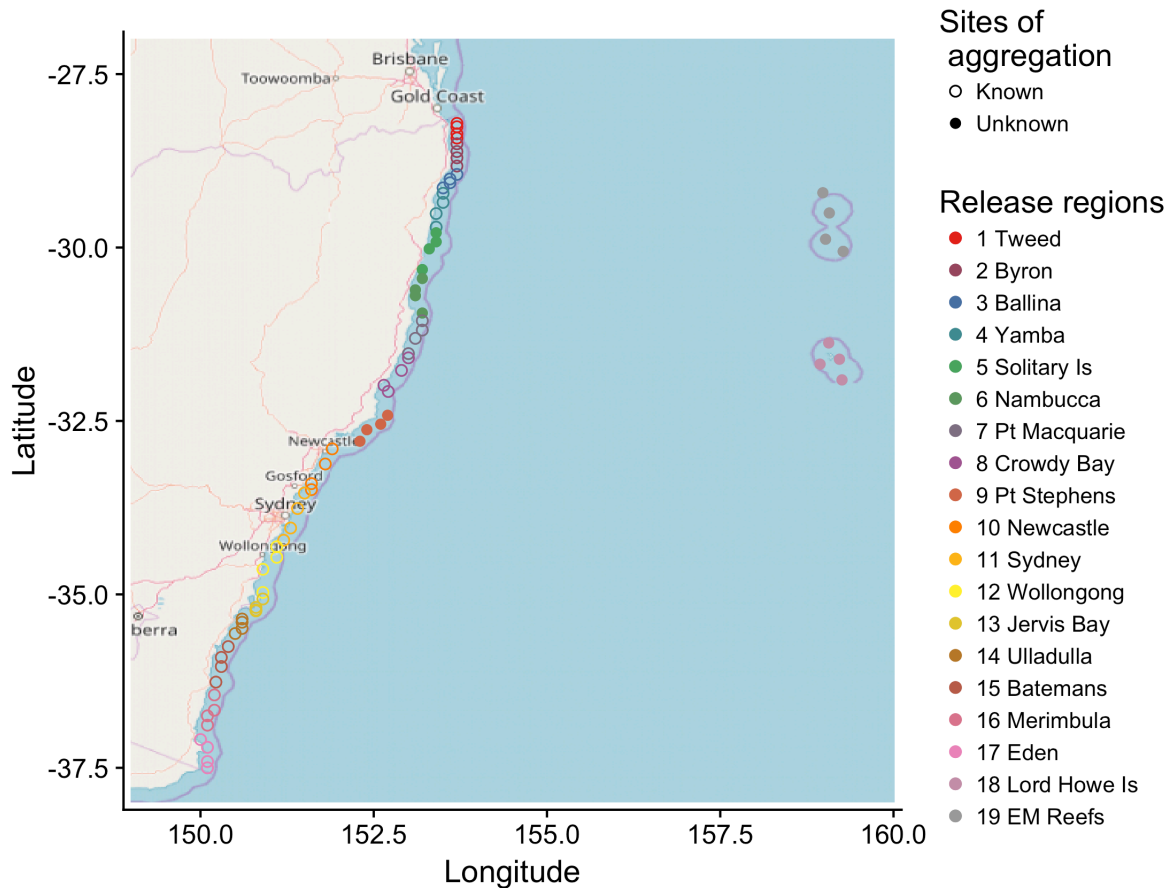 Sites of
aggregation
Known
Unknown
Release regions
1 Tweed
2 Byron
3 Ballina
4 Yamba
5 Solitary Is
6 Nambucca
7 Pt Macquarie
8 Crowdy Bay
9 Pt Stephens
10 Newcastle
11 Sydney
12 Wollongong
13 Jervis Bay
14 Ulladulla
15 Batemans
16 Merimbula
17 Eden
18 Lord Howe Is
19 EM Reefs
Latitude
-27.5
-30.0
-32.5
-35.0
-37.5
Brisbane
Toowoomba
Gold Coast
Newcastle
Gosford
Sydney
Wollongong
berra
150.0
152.5
155.0
157.5
160.0
Longitude